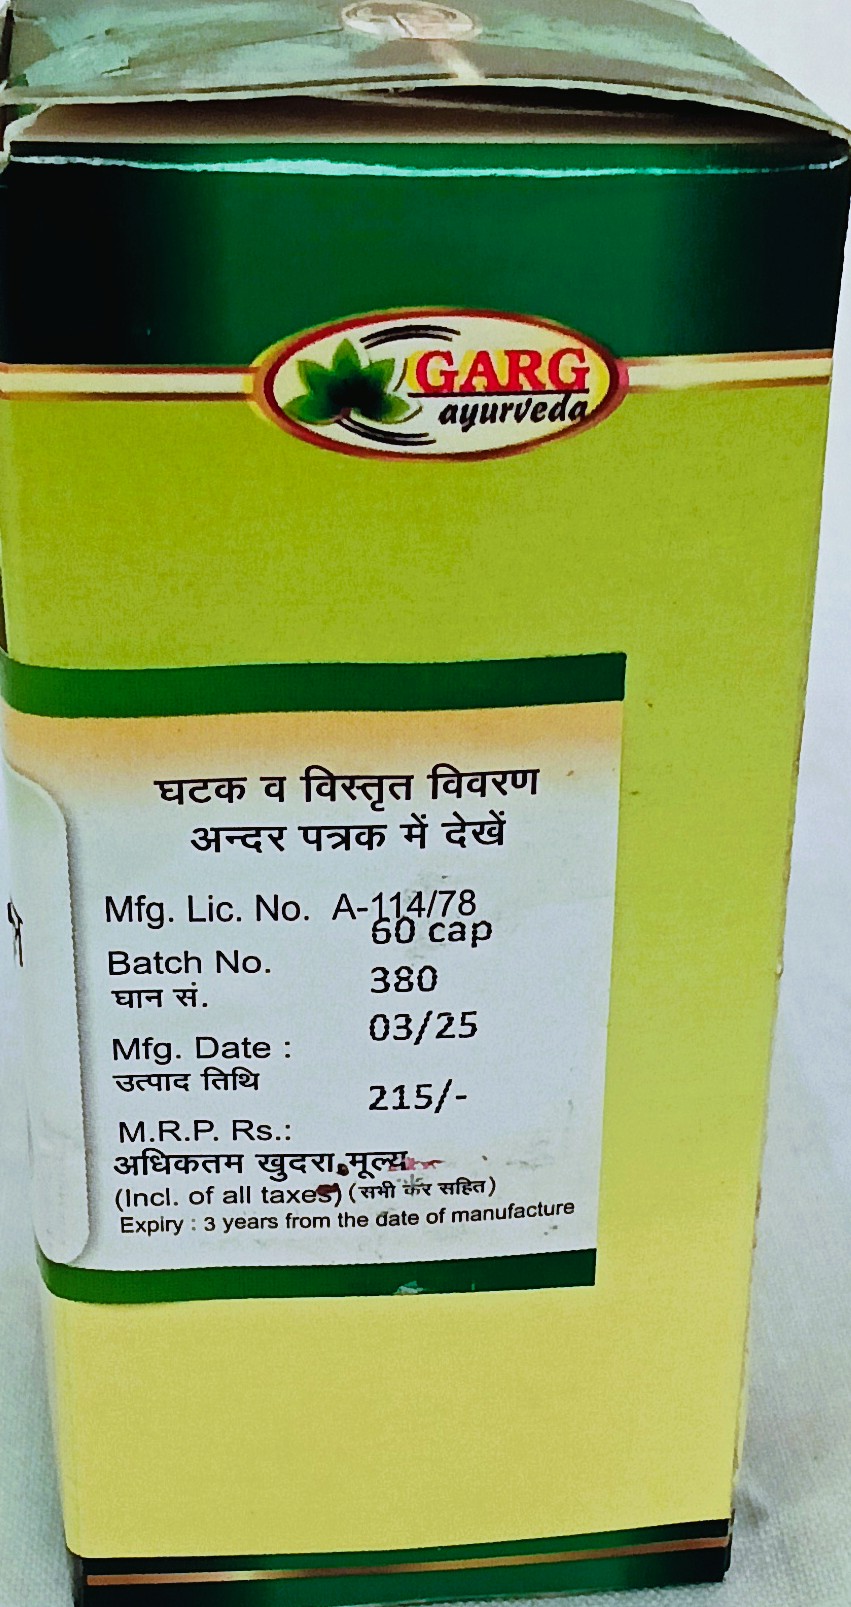 GARG
ayurveda
घटक व विस्तृत विवरण
अन्दर पत्रक में देखें
Mfg. Lic. No. A-114/78
60 cap
Batch No. 380
घान सं.
Mfg. Date : 03/25
उत्पाद तिथि
M.R.P. Rs.: 215/-
अधिकतम खुदरा मूल्य
(Incl. of all taxes) (सभी कर सहित)
Expiry : 3 years from the date of manufacture